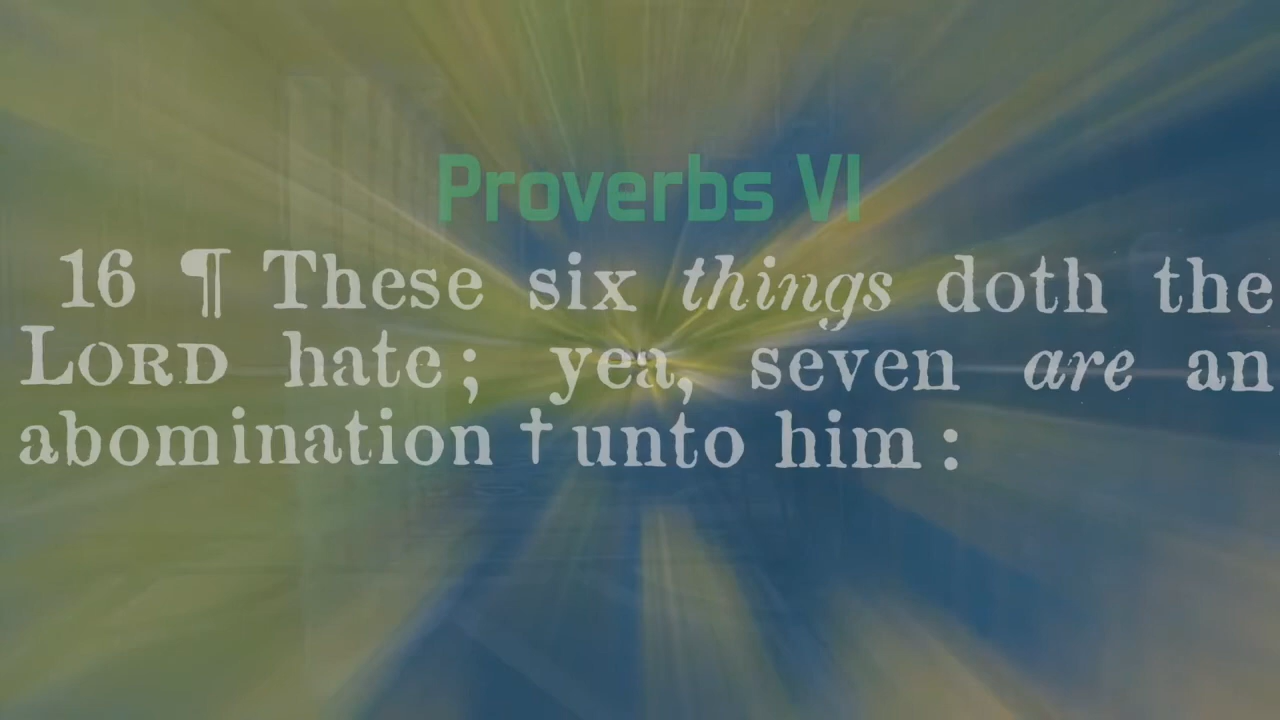 Proverbs VI
16 ¶ These six things doth the
LORD hate; yea, seven are an
abomination † unto him: